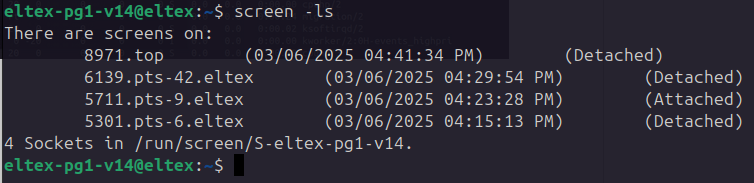 eltex-pg1-v14@eltex:~$ screen -ls
There are screens on:
8971.top (03/06/2025 04:41:34 PM) (Detached)
6139.pts-42.eltex (03/06/2025 04:29:54 PM) (Detached)
5711.pts-9.eltex (03/06/2025 04:23:28 PM) (Attached)
5301.pts-6.eltex (03/06/2025 04:15:13 PM) (Detached)
4 Sockets in /run/screen/S-eltex-pg1-v14.
eltex-pg1-v14@eltex:~$